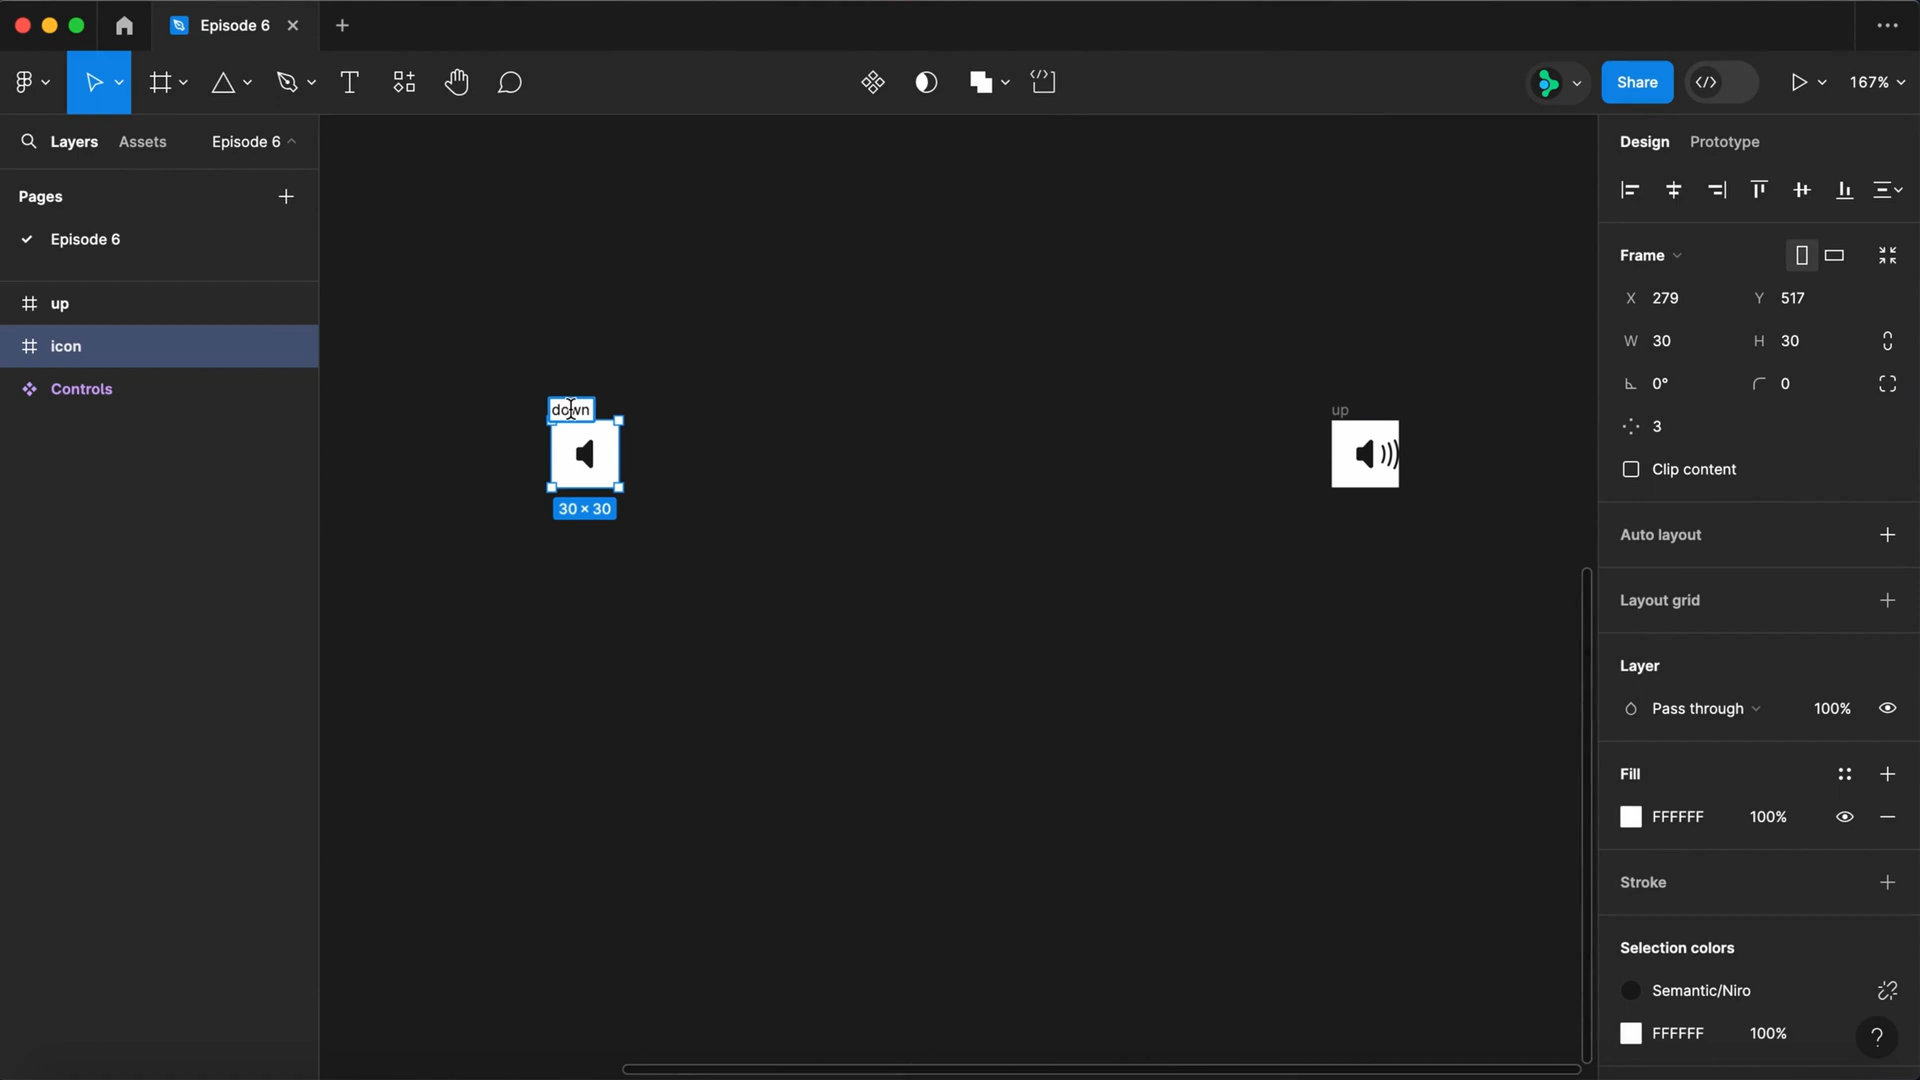 Episode 6
Share
167%
Layers
Assets
Episode 6
Pages
Episode 6
up
icon
Controls
down
30 × 30
up
Design
Prototype
Frame
X 279
Y 517
W 30
H 30
0°
0
3
Clip content
Auto layout
Layout grid
Layer
Pass through
100%
Fill
FFFFFF
100%
Stroke
Selection colors
Semantic/Niro
FFFFFF
100%
?